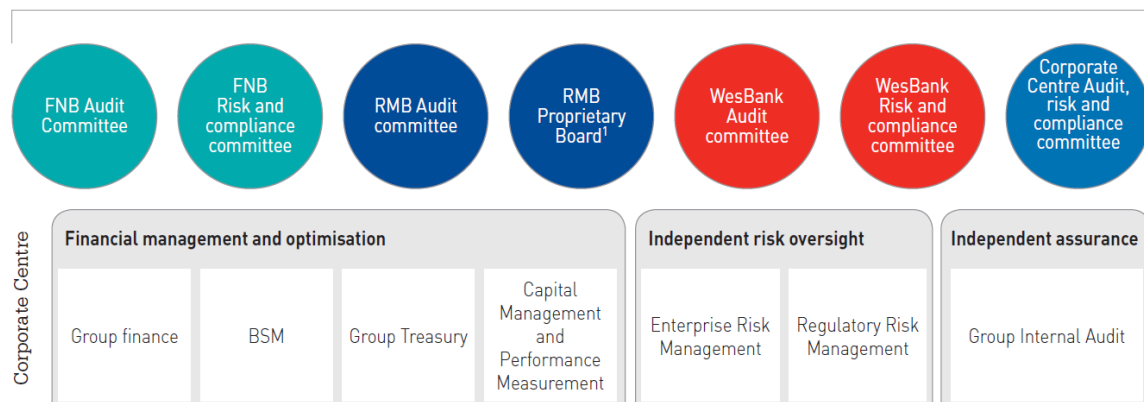 FNB Audit
Committee
FNB
Risk and
compliance
committee
RMB Audit
committee
RMB
Proprietary
Board¹
WesBank
Audit
committee
WesBank
Risk and
compliance
committee
Corporate
Centre Audit,
risk and
compliance
committee
Corporate Centre
Financial management and optimisation
Group finance
BSM
Group Treasury
Capital
Management
and
Performance
Measurement
Independent risk oversight
Enterprise Risk
Management
Regulatory Risk
Management
Independent assurance
Group Internal Audit